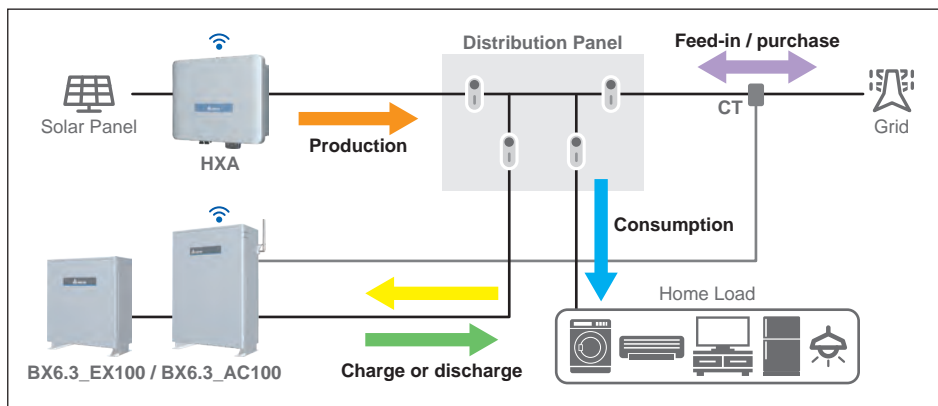 Distribution Panel
Feed-in / purchase
Solar Panel
HXA
Production
CT
Grid
Consumption
Home Load
BX6.3_EX100 / BX6.3_AC100
Charge or discharge